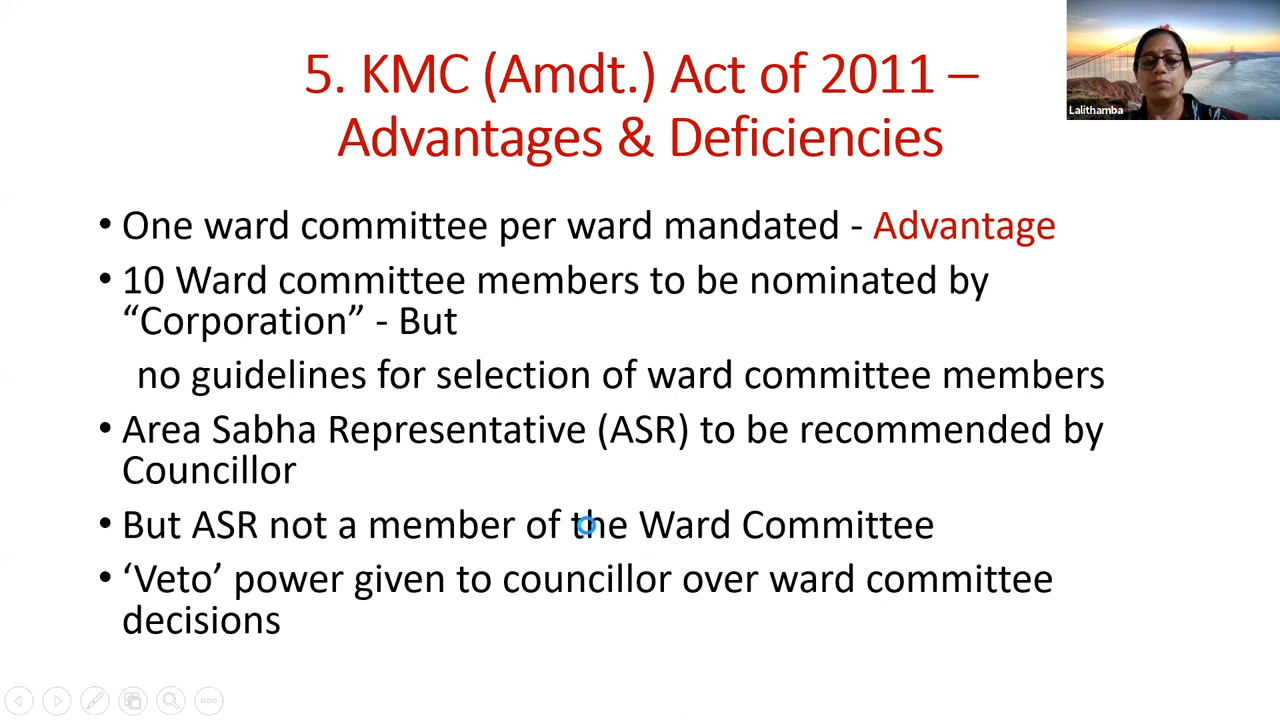 5. KMC (Amdt.) Act of 2011 –
Advantages & Deficiencies
Lalithamba
• One ward committee per ward mandated - Advantage
• 10 Ward committee members to be nominated by
“Corporation” - But
no guidelines for selection of ward committee members
• Area Sabha Representative (ASR) to be recommended by
Councillor
• But ASR not a member of the Ward Committee
• ‘Veto’ power given to councillor over ward committee
decisions